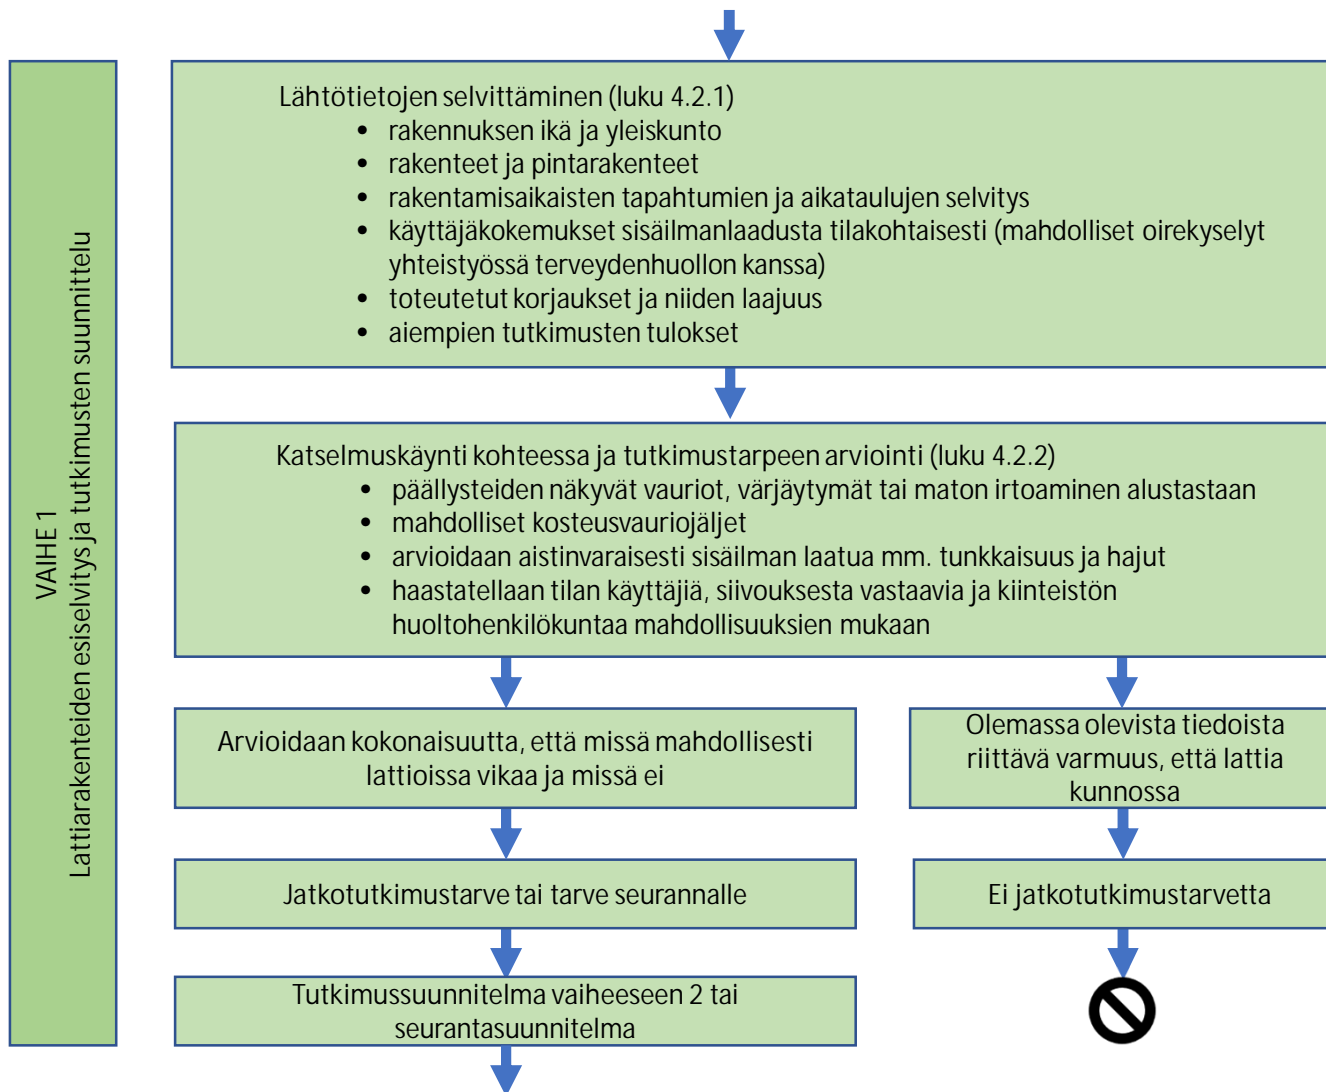 VAIHE 1
Lattiarakenteiden esiselvitys ja tutkimusten suunnittelu
Lähtötietojen selvittäminen (luku 4.2.1)
• rakennuksen ikä ja yleiskunto
• rakenteet ja pintarakenteet
• rakentamisaikaisten tapahtumien ja aikataulujen selvitys
• käyttäjäkokemukset sisäilmanlaadusta tilakohtaisesti (mahdolliset oirekyselyt
yhteistyössä terveydenhuollon kanssa)
• toteutetut korjaukset ja niiden laajuus
• aiempien tutkimusten tulokset
Katselmuskäynti kohteessa ja tutkimustarpeen arviointi (luku 4.2.2)
• päällysteiden näkyvät vauriot, värjäytymät tai maton irtoaminen alustastaan
• mahdolliset kosteusvauriojäljet
• arvioidaan aistinvaraisesti sisäilman laatua mm. tunkkaisuus ja hajut
• haastatellaan tilan käyttäjiä, siivouksesta vastaavia ja kiinteistön
huoltohenkilökuntaa mahdollisuuksien mukaan
Arvioidaan kokonaisuutta, että missä mahdollisesti
lattioissa vikaa ja missä ei
Olemassa olevista tiedoista
riittävä varmuus, että lattia
kunnossa
Jatkotutkimustarve tai tarve seurannalle
Ei jatkotutkimustarvetta
Tutkimussuunnitelma vaiheeseen 2 tai
seurantasuunnitelma